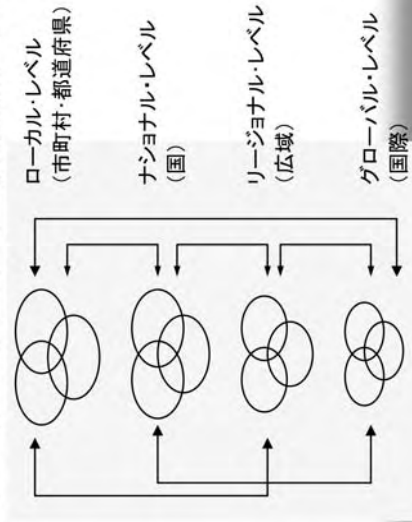 ローカル・レベル
(市町村・都道府県)
ナショナル・レベル
(国)
リージョナル・レベル
(広域)
グローバル・レベル
(国際)